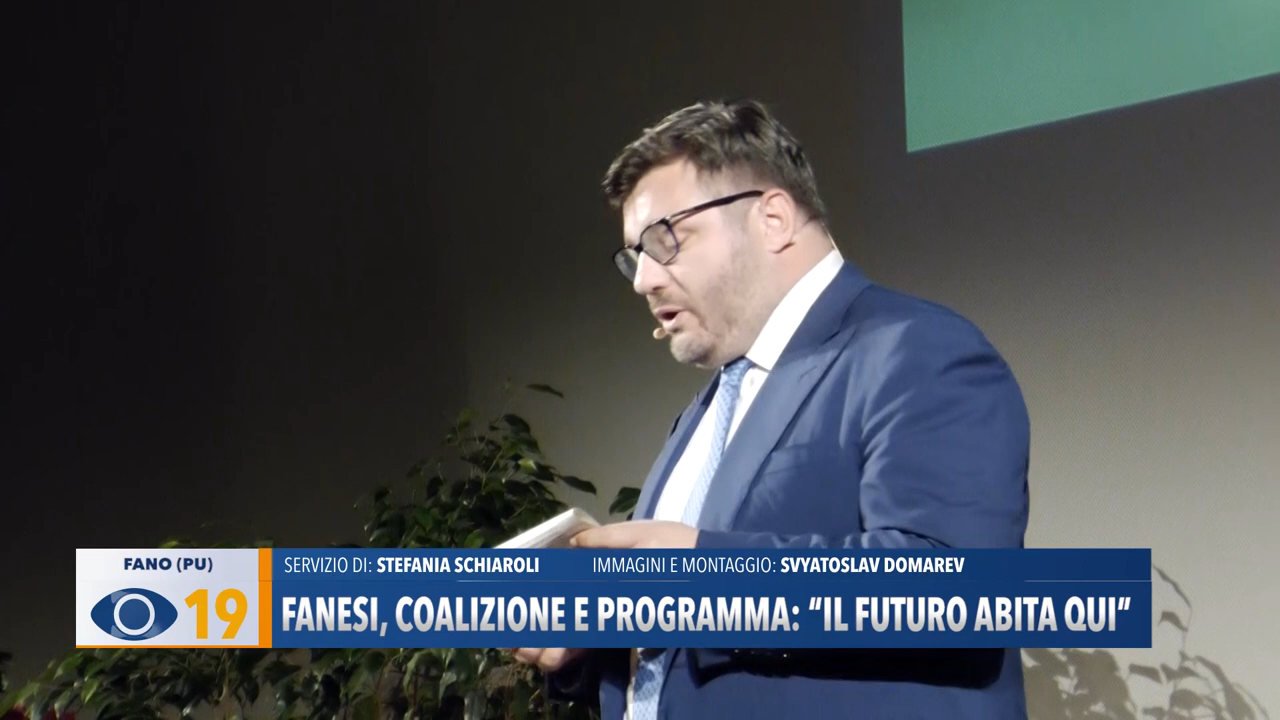 FANO (PU)
19
SERVIZIO DI: STEFANIA SCHIAROLI IMMAGINI E MONTAGGIO: SVYATOSLAV DOMAREV
FANESI, COALIZIONE E PROGRAMMA: “IL FUTURO ABITA QUI”